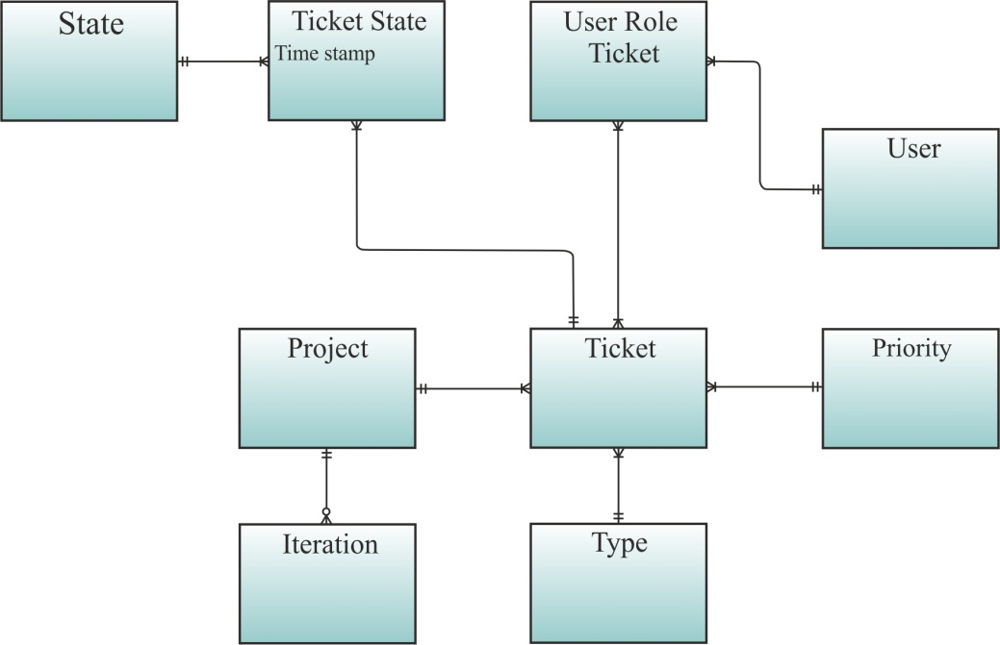 State
Ticket State
Time stamp
User Role
Ticket
User
Project
Ticket
Priority
Iteration
Type